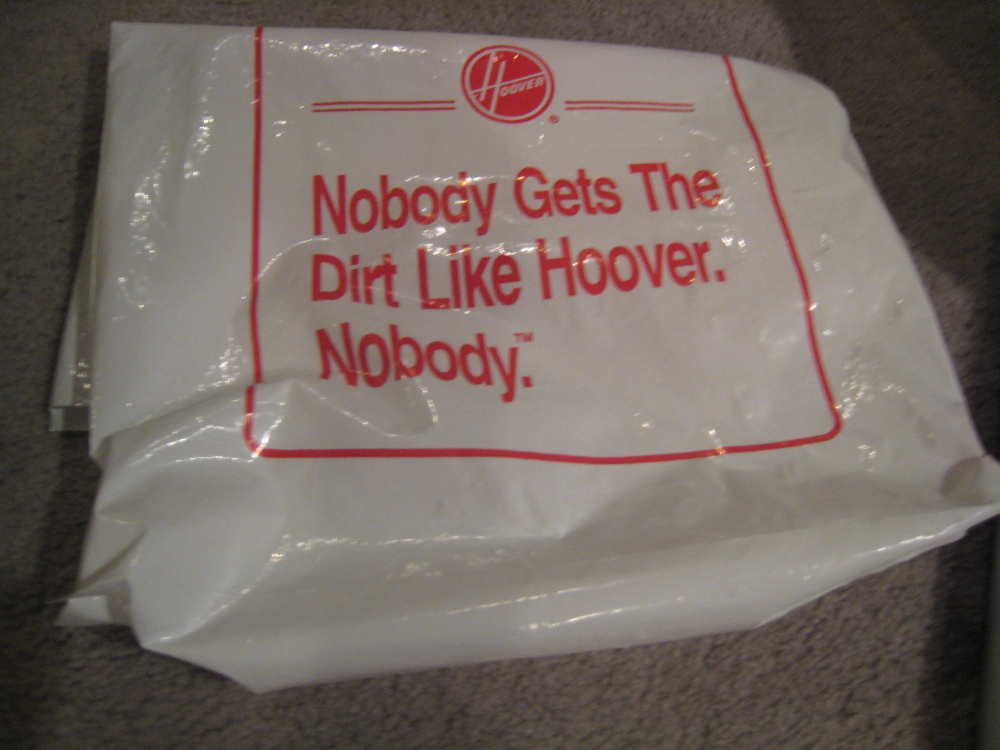 HOOVER
®
Nobody Gets The
Dirt Like Hoover.
Nobody.™